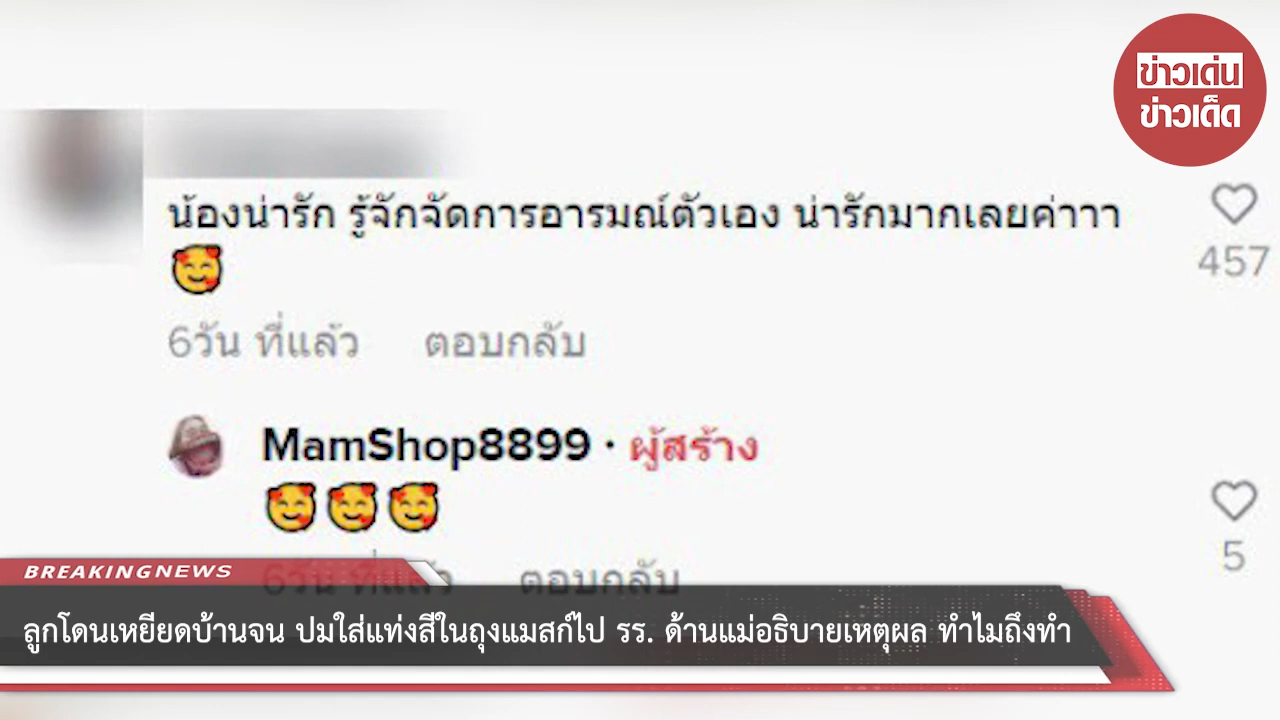 ข่าวเด่น
ข่าวเด็ด
น้องน่ารัก รู้จักจัดการอารมณ์ตัวเอง น่ารักมากเลยค่าาา
🥰
457
6วัน ที่แล้ว ตอบกลับ
MamShop8899 · ผู้สร้าง
🥰🥰🥰
5
6วัน ที่แล้ว ตอบกลับ
BREAKINGNEWS
ลูกโดนเหยียดบ้านจน ปมใส่แท่งสีในถุงแมสก์ไป รร. ด้านแม่อธิบายเหตุผล ทำไมถึงทำ